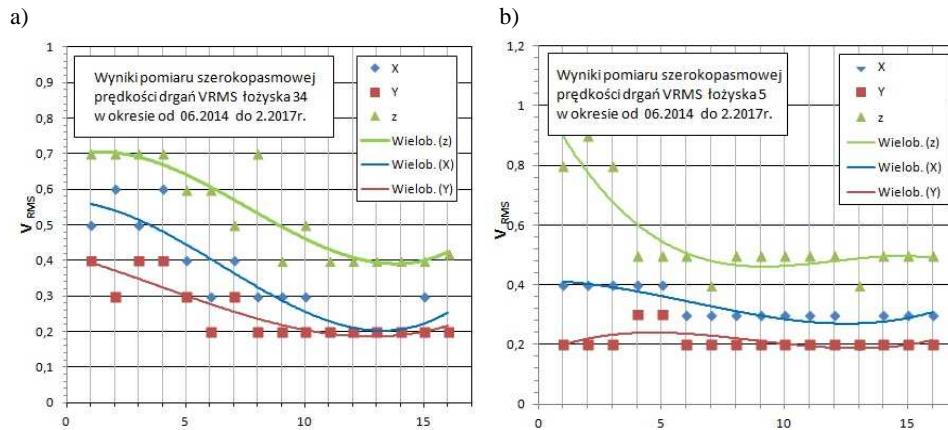 a)
1
0,9
0,8
0,7
0,6
0,5
0,4
0,3
0,2
0,1
0
V RMS
0
5
10
15
Wyniki pomiaru szerokopasmowej
prędkości drgań VRMS łożyska 34
w okresie od 06.2014 do 2.2017r.
X
Y
z
Wielob. (z)
Wielob. (X)
Wielob. (Y)
b)
1,2
1
0,8
0,6
0,4
0,2
0
V RMS
0
5
10
15
Wyniki pomiaru szerokopasmowej
prędkości drgań VRMS łożyska 5
w okresie od 06.2014 do 2.2017r.
X
Y
z
Wielob. (z)
Wielob. (X)
Wielob. (Y)